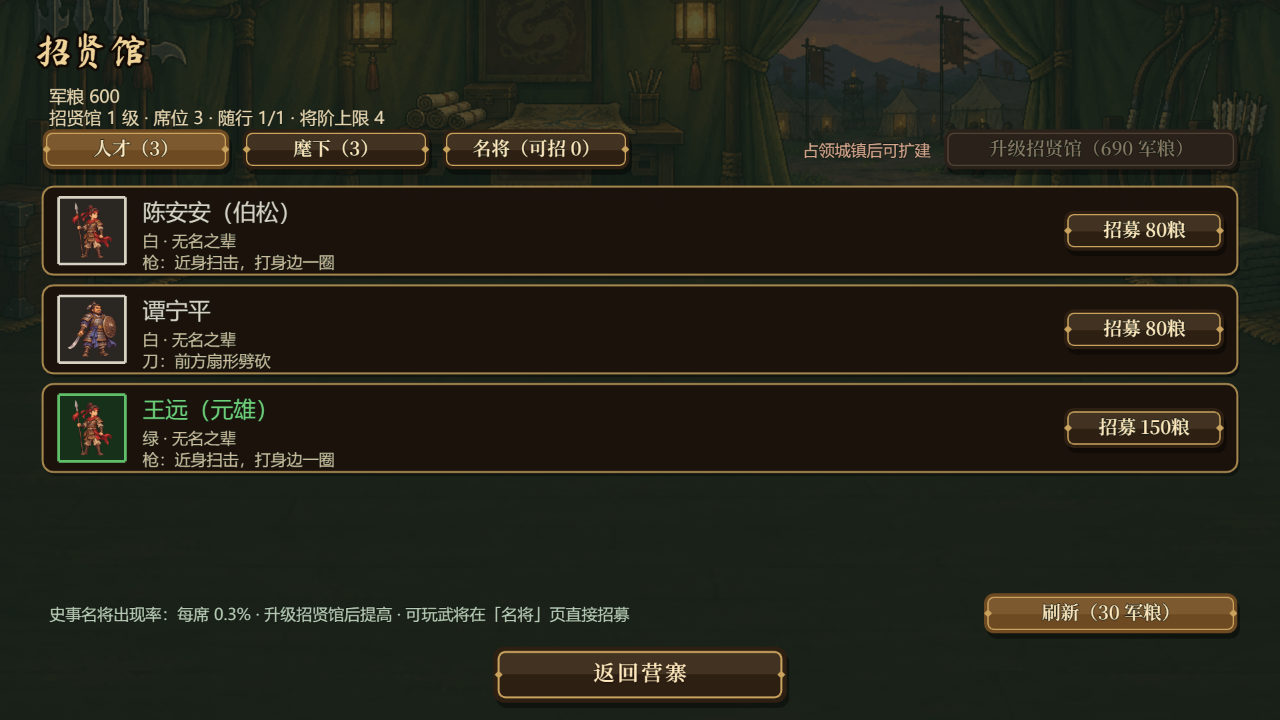 招贤馆
军粮 600
招贤馆 1 级 · 席位 3 · 随行 1/1 · 将阶上限 4
人才（3）
麾下（3）
名将（可招 0）
占领城镇后可扩建
升级招贤馆（690 军粮）
陈安安（伯松）
白 · 无名之辈
枪：近身扫击，打身边一圈
招募 80粮
谭宁平
白 · 无名之辈
刀：前方扇形劈砍
招募 80粮
王远（元雄）
绿 · 无名之辈
枪：近身扫击，打身边一圈
招募 150粮
史事名将出现率：每席 0.3% · 升级招贤馆后提高 · 可玩武将在「名将」页直接招募
刷新（30 军粮）
返回营寨